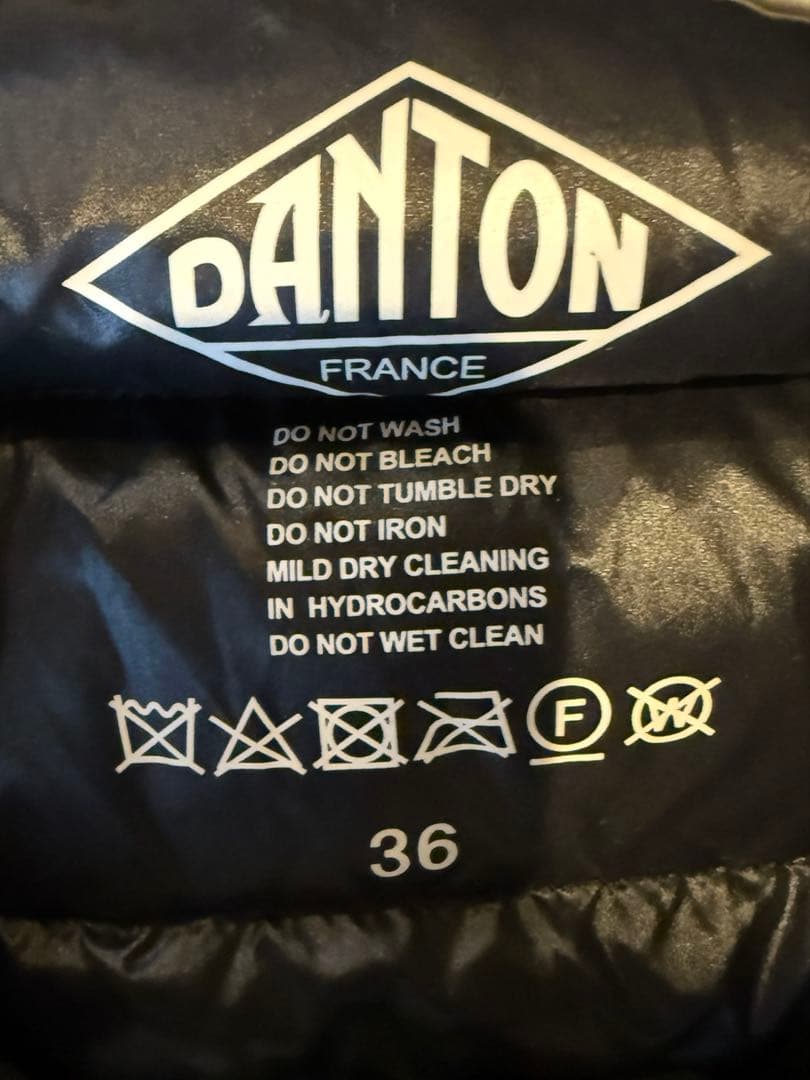 DANTON
FRANCE
DO NOT WASH
DO NOT BLEACH
DO NOT TUMBLE DRY
DO NOT IRON
MILD DRY CLEANING
IN HYDROCARBONS
DO NOT WET CLEAN
F W
36